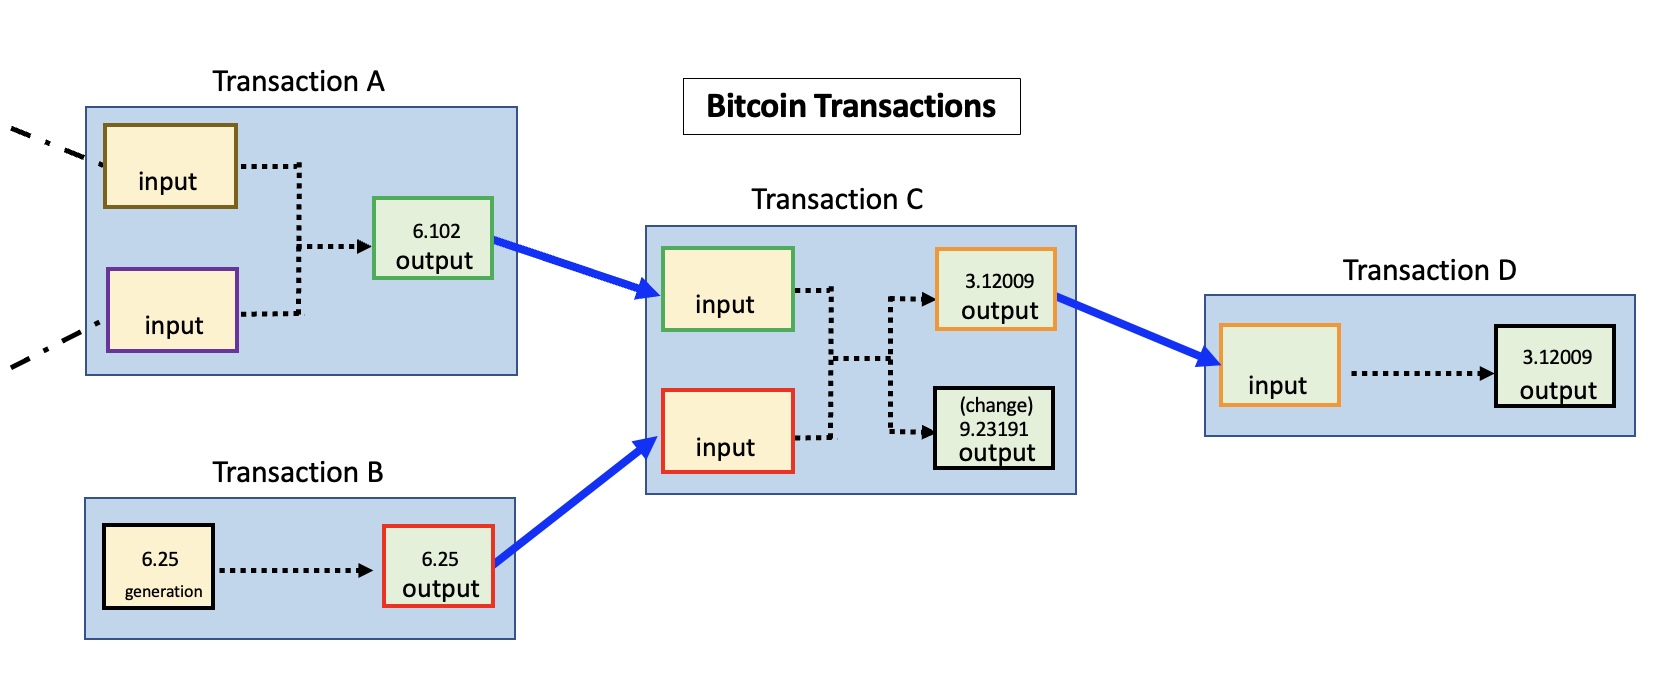 Bitcoin Transactions
Transaction A
input
input
6.102
output
Transaction B
6.25
generation
6.25
output
Transaction C
input
input
3.12009
output
(change)
9.23191
output
Transaction D
input
3.12009
output